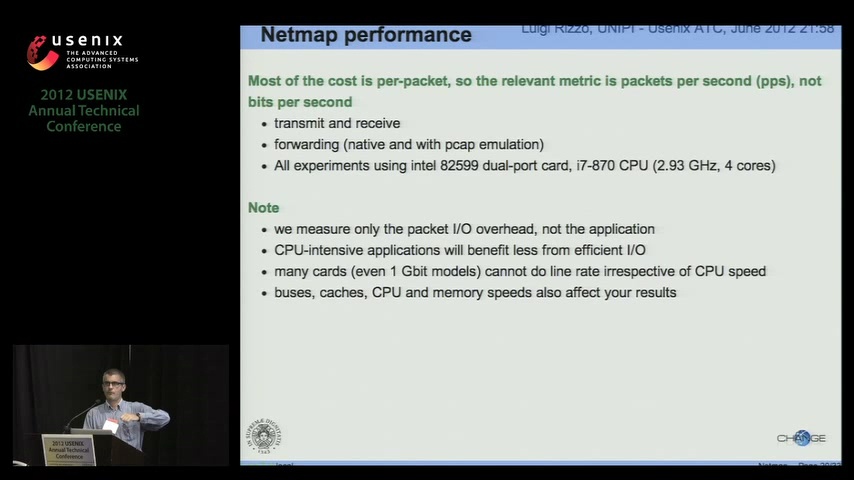 usenix
THE ADVANCED
COMPUTING SYSTEMS
ASSOCIATION
2012 USENIX
Annual Technical
Conference
Luigi Rizzo, UNIPI - Usenix ATC, June 2012 21:58
Netmap performance
Most of the cost is per-packet, so the relevant metric is packets per second (pps), not
bits per second
• transmit and receive
• forwarding (native and with pcap emulation)
• All experiments using intel 82599 dual-port card, i7-870 CPU (2.93 GHz, 4 cores)
Note
• we measure only the packet I/O overhead, not the application
• CPU-intensive applications will benefit less from efficient I/O
• many cards (even 1 Gbit models) cannot do line rate irrespective of CPU speed
• buses, caches, CPU and memory speeds also affect your results
2012 USENIX
Annual Technical
Conference
CHANGE